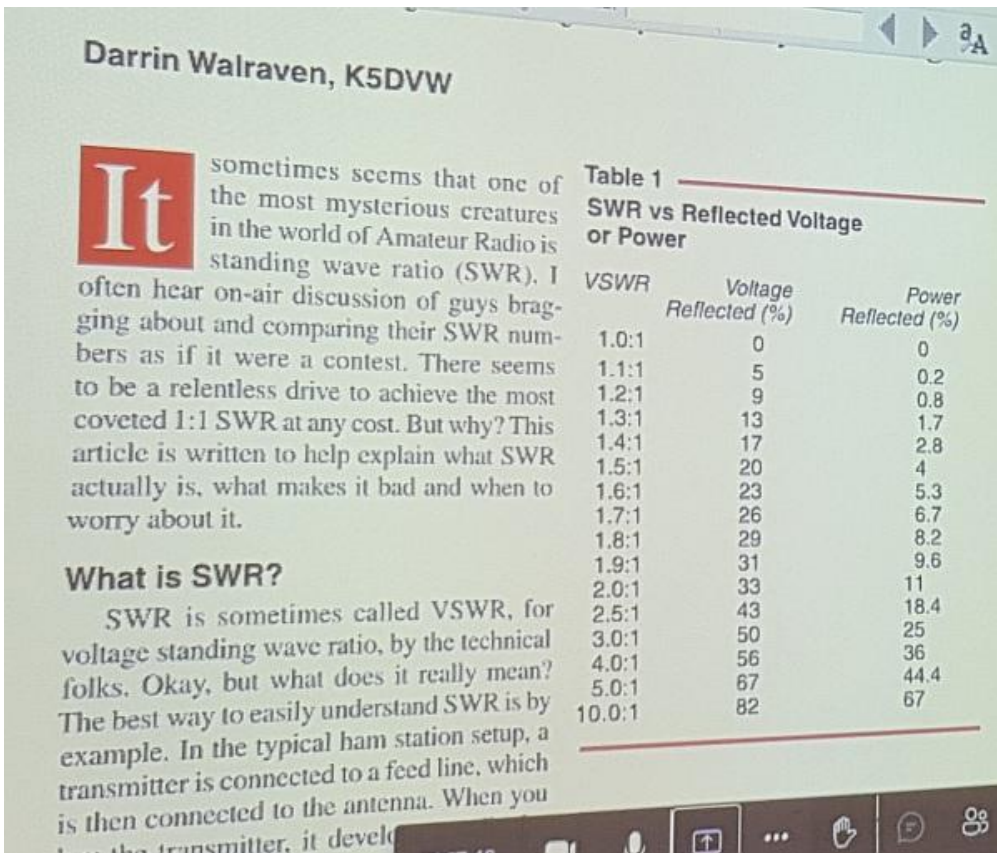 Darrin Walraven, K5DVW
It sometimes seems that one of
the most mysterious creatures
in the world of Amateur Radio is
standing wave ratio (SWR). I
often hear on-air discussion of guys brag-
ging about and comparing their SWR num-
bers as if it were a contest. There seems
to be a relentless drive to achieve the most
coveted 1:1 SWR at any cost. But why? This
article is written to help explain what SWR
actually is, what makes it bad and when to
worry about it.
What is SWR?
SWR is sometimes called VSWR, for
voltage standing wave ratio, by the technical
folks. Okay, but what does it really mean?
The best way to easily understand SWR is by
example. In the typical ham station setup, a
transmitter is connected to a feed line, which
is then connected to the antenna. When you
the transmitter, it
Table 1
SWR vs Reflected Voltage
or Power
VSWR Voltage Power
Reflected (%) Reflected (%)
1.0:1 0 0
1.1:1 5 0.2
1.2:1 9 0.8
1.3:1 13 1.7
1.4:1 17 2.8
1.5:1 20 4
1.6:1 23 5.3
1.7:1 26 6.7
1.8:1 29 8.2
1.9:1 31 9.6
2.0:1 33 11
2.5:1 43 18.4
3.0:1 50 25
4.0:1 56 36
5.0:1 67 44.4
10.0:1 82 67